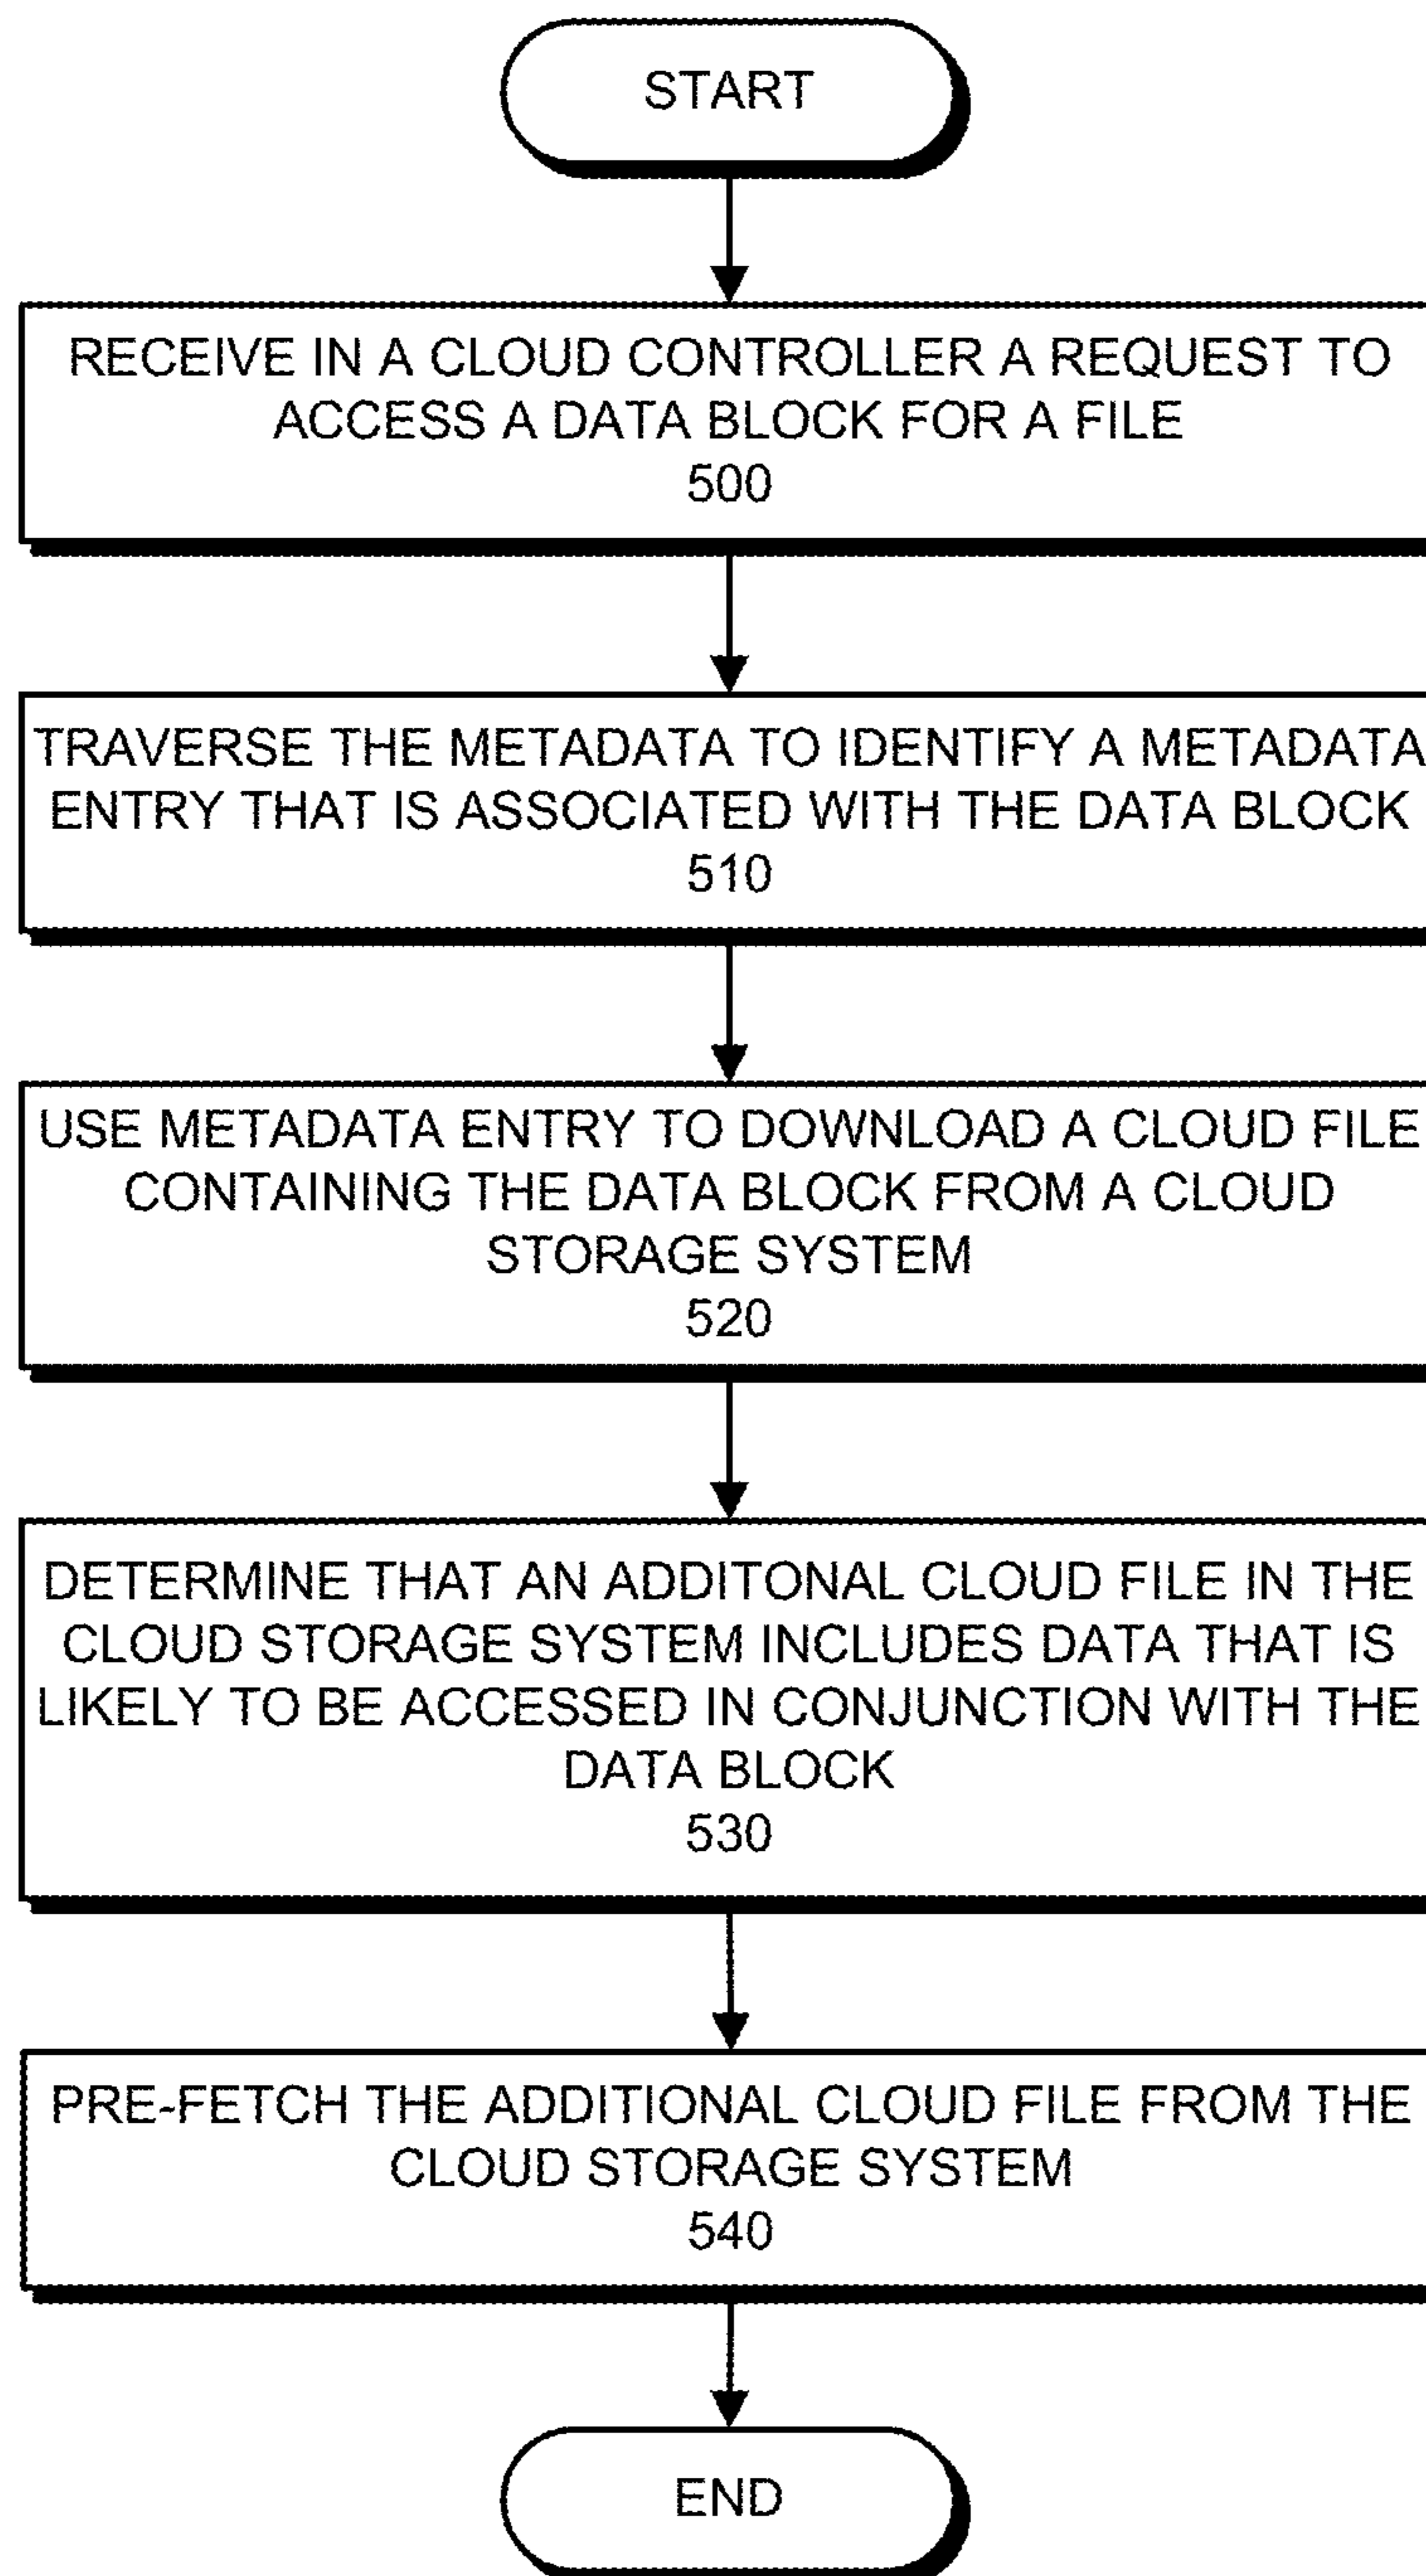 START
RECEIVE IN A CLOUD CONTROLLER A REQUEST TO
ACCESS A DATA BLOCK FOR A FILE
500
TRAVERSE THE METADATA TO IDENTIFY A METADATA
ENTRY THAT IS ASSOCIATED WITH THE DATA BLOCK
510
USE METADATA ENTRY TO DOWNLOAD A CLOUD FILE
CONTAINING THE DATA BLOCK FROM A CLOUD
STORAGE SYSTEM
520
DETERMINE THAT AN ADDITONAL CLOUD FILE IN THE
CLOUD STORAGE SYSTEM INCLUDES DATA THAT IS
LIKELY TO BE ACCESSED IN CONJUNCTION WITH THE
DATA BLOCK
530
PRE-FETCH THE ADDITIONAL CLOUD FILE FROM THE
CLOUD STORAGE SYSTEM
540
END